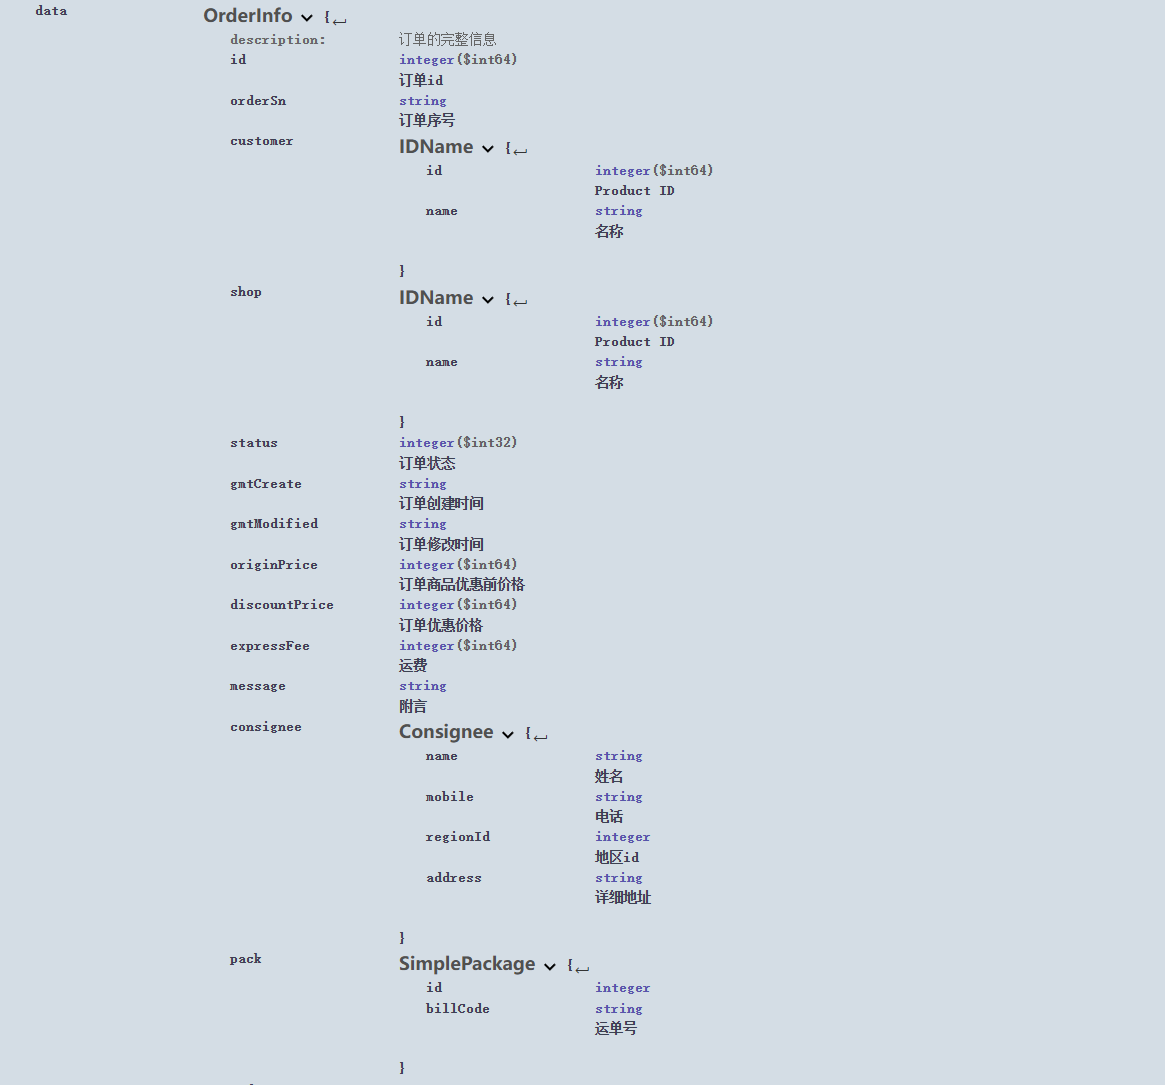 data OrderInfo {
description: 订单的完整信息
id integer($int64)
订单id
orderSn string
订单序号
customer IDName {
id integer($int64)
Product ID
name string
名称
}
shop IDName {
id integer($int64)
Product ID
name string
名称
}
status integer($int32)
订单状态
gmtCreate string
订单创建时间
gmtModified string
订单修改时间
originPrice integer($int64)
订单商品优惠前价格
discountPrice integer($int64)
订单优惠价格
expressFee integer($int64)
运费
message string
附言
consignee Consignee {
name string
姓名
mobile string
电话
regionId integer
地区id
address string
详细地址
}
pack SimplePackage {
id integer
billCode string
运单号
}